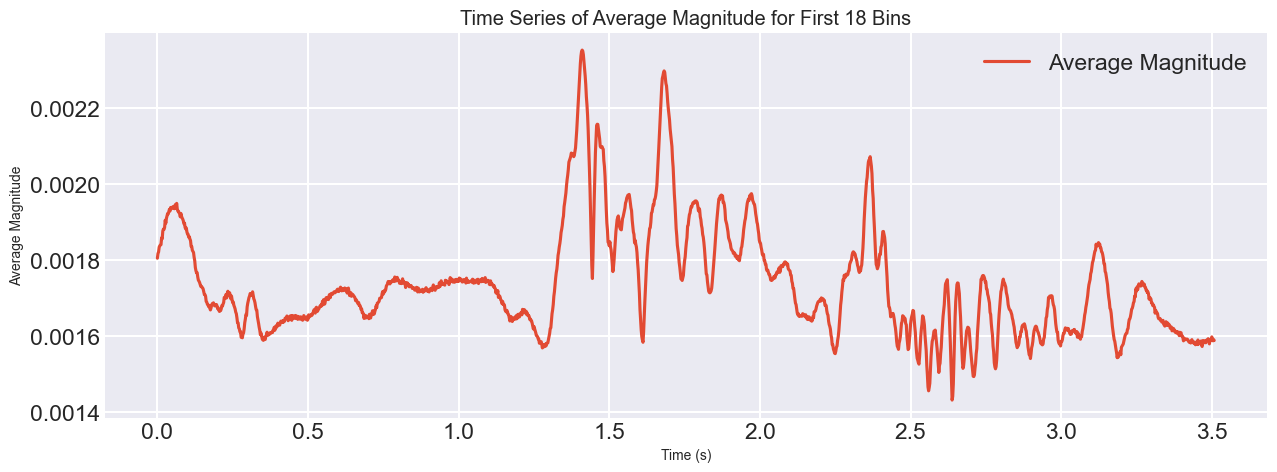 Time Series of Average Magnitude for First 18 Bins
Average Magnitude
0.0022
0.0020
0.0018
0.0016
0.0014
Average Magnitude
0.0 0.5 1.0 1.5 2.0 2.5 3.0 3.5
Time (s)